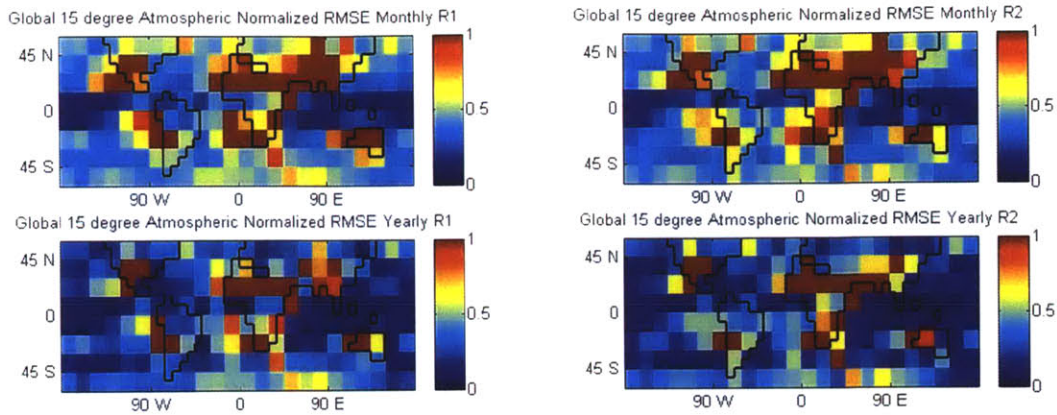 Global 15 degree Atmospheric Normalized RMSE Monthly R1
45 N
0
45 S
90 W
0
90 E
1
0.5
0
Global 15 degree Atmospheric Normalized RMSE Monthly R2
45 N
0
45 S
90 W
0
90 E
1
0.5
0
Global 15 degree Atmospheric Normalized RMSE Yearly R1
45 N
0
45 S
90 W
0
90 E
1
0.5
0
Global 15 degree Atmospheric Normalized RMSE Yearly R2
45 N
0
45 S
90 W
0
90 E
1
0.5
0